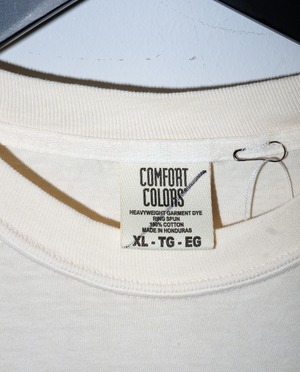 COMFORT
COLORS
HEAVYWEIGHT GARMENT DYE
RING SPUN
100% COTTON
MADE IN HONDURAS
XL - TG - EG